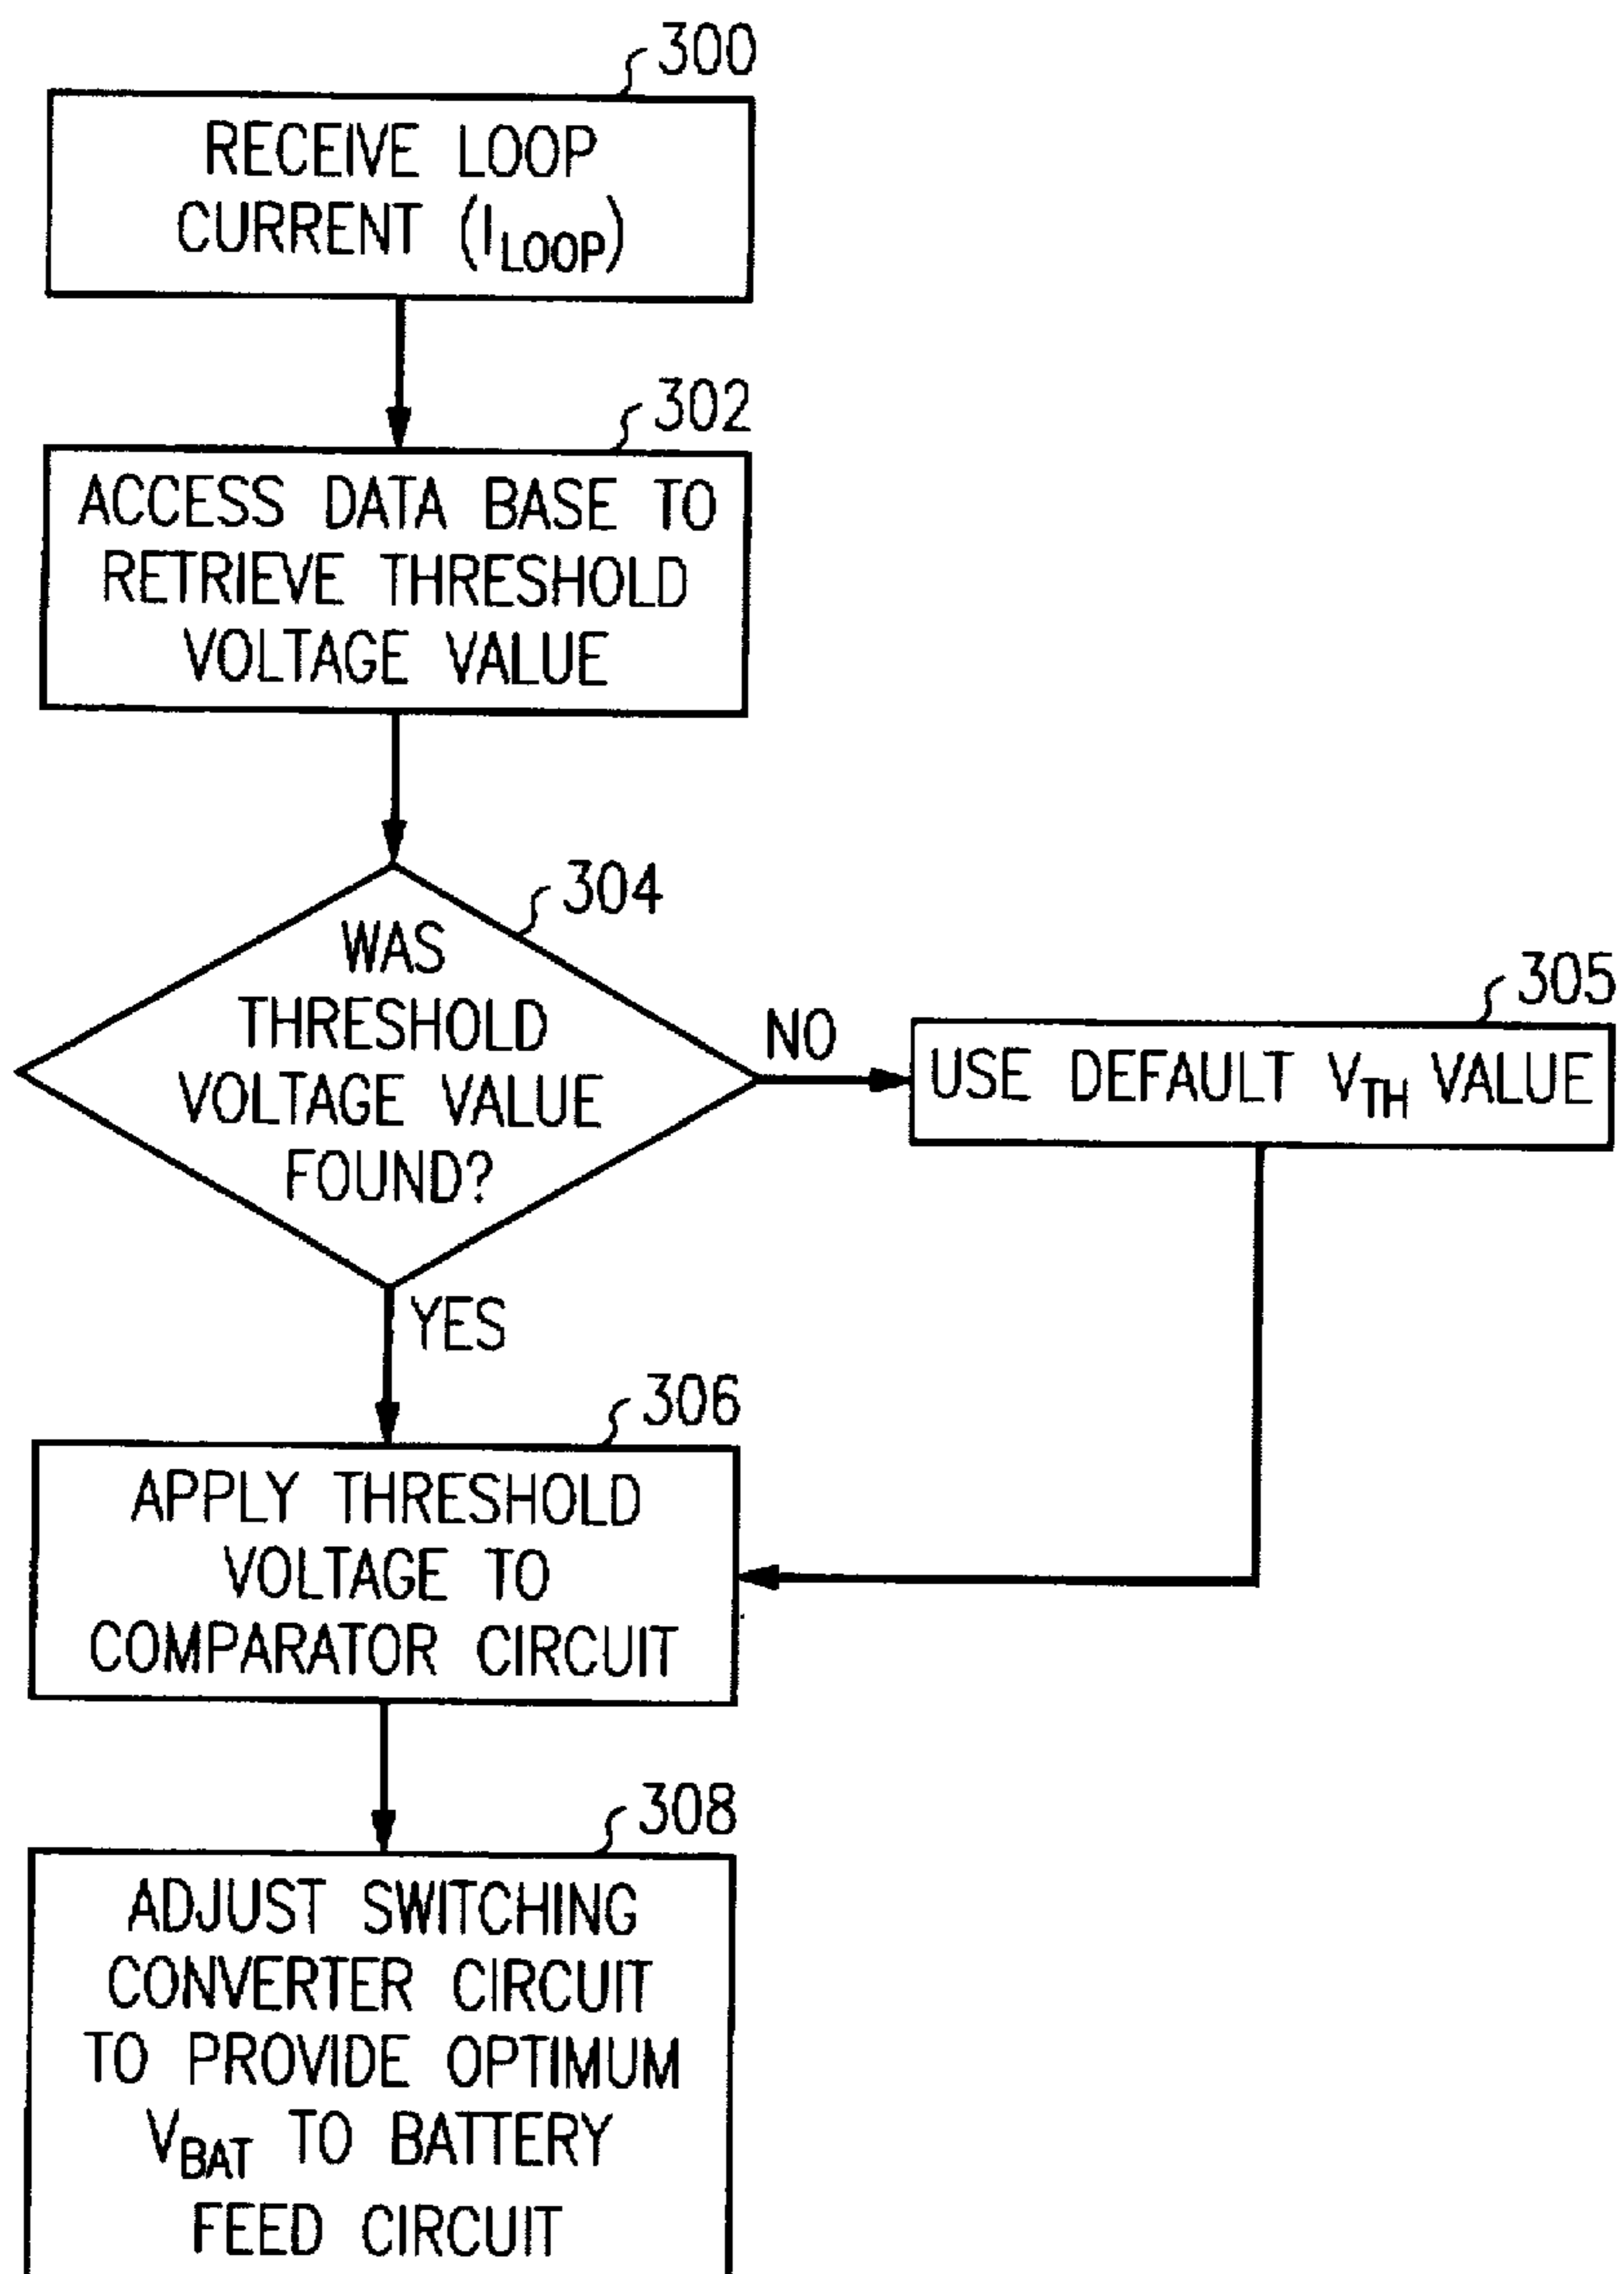 300
RECEIVE LOOP
CURRENT (I_LOOP)
302
ACCESS DATA BASE TO
RETRIEVE THRESHOLD
VOLTAGE VALUE
304
WAS
THRESHOLD
VOLTAGE VALUE
FOUND?
NO
305
USE DEFAULT V_TH VALUE
YES
306
APPLY THRESHOLD
VOLTAGE TO
COMPARATOR CIRCUIT
308
ADJUST SWITCHING
CONVERTER CIRCUIT
TO PROVIDE OPTIMUM
V_BAT TO BATTERY
FEED CIRCUIT